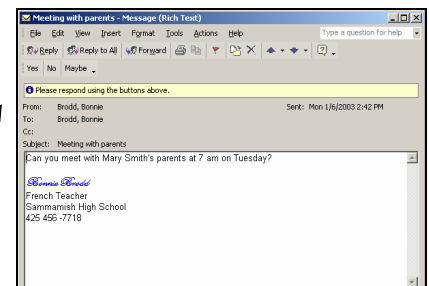 Meeting with parents - Message (Rich Text)
File Edit View Insert Format Tools Actions Help Type a question for help
Reply Reply to All Forward
Yes No Maybe
Please respond using the buttons above.
From: Brodd, Bonnie Sent: Mon 1/6/2003 2:42 PM
To: Brodd, Bonnie
Cc:
Subject: Meeting with parents
Can you meet with Mary Smith's parents at 7 am on Tuesday?
Bonnie Brodd
French Teacher
Sammamish High School
425 456 -7718